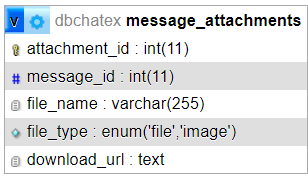 v dbchatex message_attachments
attachment_id : int(11)
# message_id : int(11)
file_name : varchar(255)
file_type : enum('file','image')
download_url : text